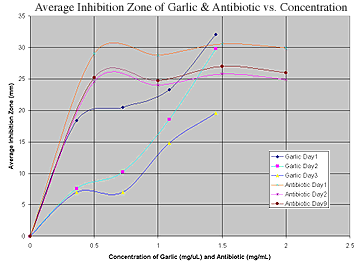 Average Inhibition Zone of Garlic & Antibiotic vs. Concentration
35
30
25
20
15
10
5
0
Average Inhibition Zone (mm)
0
0.5
1
1.5
2
2.5
Concentration of Garlic (mg/uL) and Antibiotic (mg/mL)
Garlic Day1
Garlic Day2
Garlic Day3
Antibiotic Day1
Antibiotic Day2
Antibiotic Day9